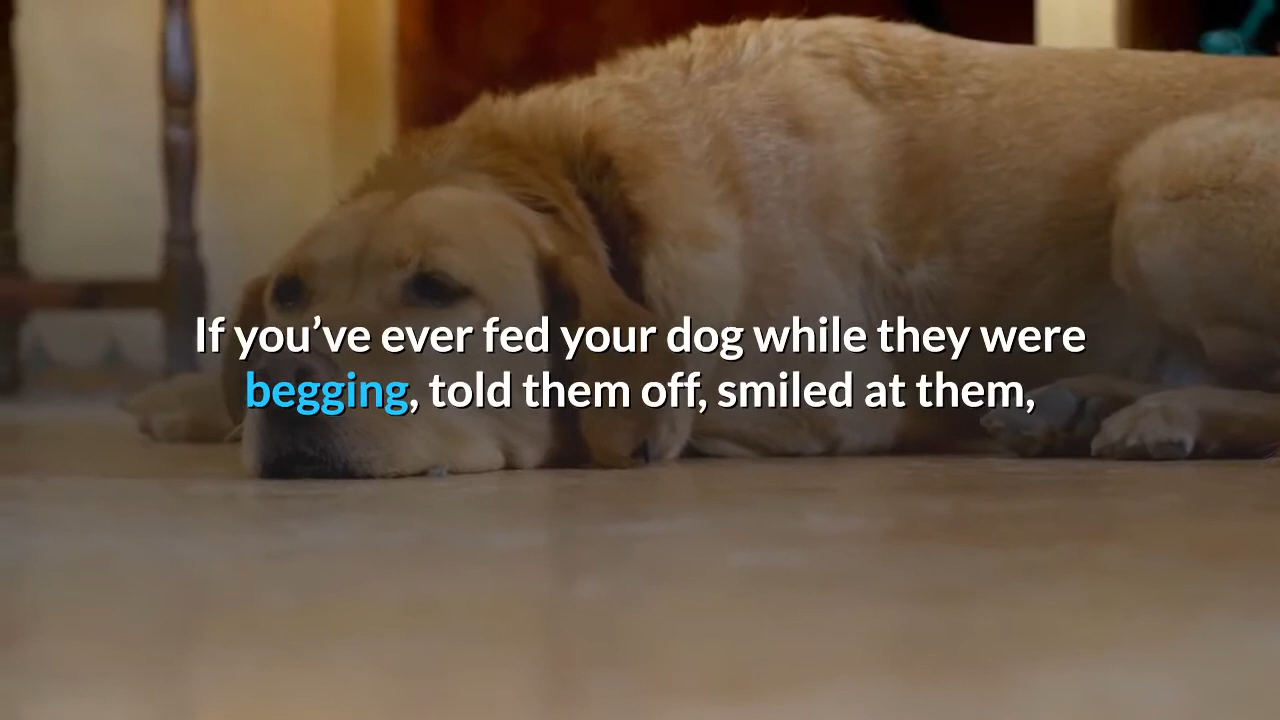 If you’ve ever fed your dog while they were
begging, told them off, smiled at them,